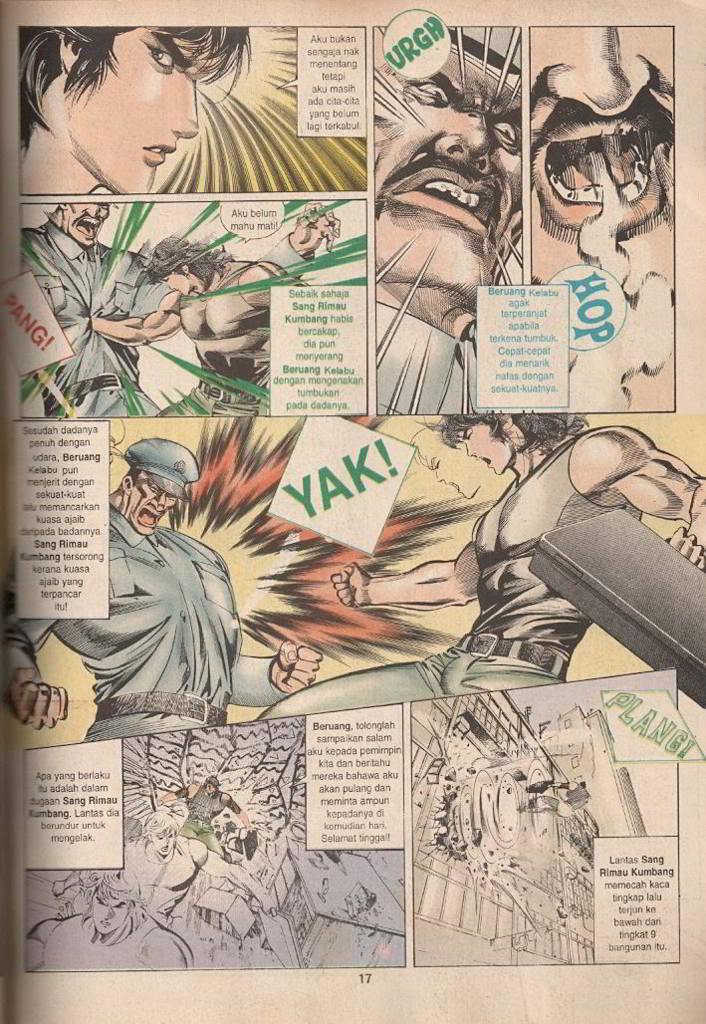 Aku bukan
sengaja nak
menentang
tetapi
aku masih
ada cita-cita
yang belum
lagi terkabul.
URGH
Aku belum
mahu mati!
PANG!
Sebaik sahaja
Sang Rimau
Kumbang habis
bercakap,
dia pun
menyerang
Beruang Kelabu
dengan mengenakan
tumbukan
pada dadanya.
Beruang Kelabu
agak
terperanjat
apabila
terkena tumbuk.
Cepat-cepat
dia menarik
nafas dengan
sekuat-kuatnya.
HOP
Sesudah dadanya
penuh dengan
udara, Beruang
Kelabu pun
menjerit dengan
sekuat-kuat
lalu memancarkan
kuasa ajaib
daripada badannya.
Sang Rimau
Kumbang tersorong
kerana kuasa
ajaib yang
terpancar
itu!
YAK!
Apa yang berlaku
itu adalah dalam
dugaan Sang Rimau
Kumbang. Lantas dia
berundur untuk
mengelak.
Beruang, tolonglah
sampaikan salam
aku kepada pemimpin
kita dan beritahu
mereka bahawa aku
akan pulang dan
meminta ampun
kepadanya di
kemudian hari.
Selamat tinggal!
PLANG!
Lantas Sang
Rimau Kumbang
memecah kaca
tingkap lalu
terjun ke
bawah dari
tingkat 9
bangunan itu.
17